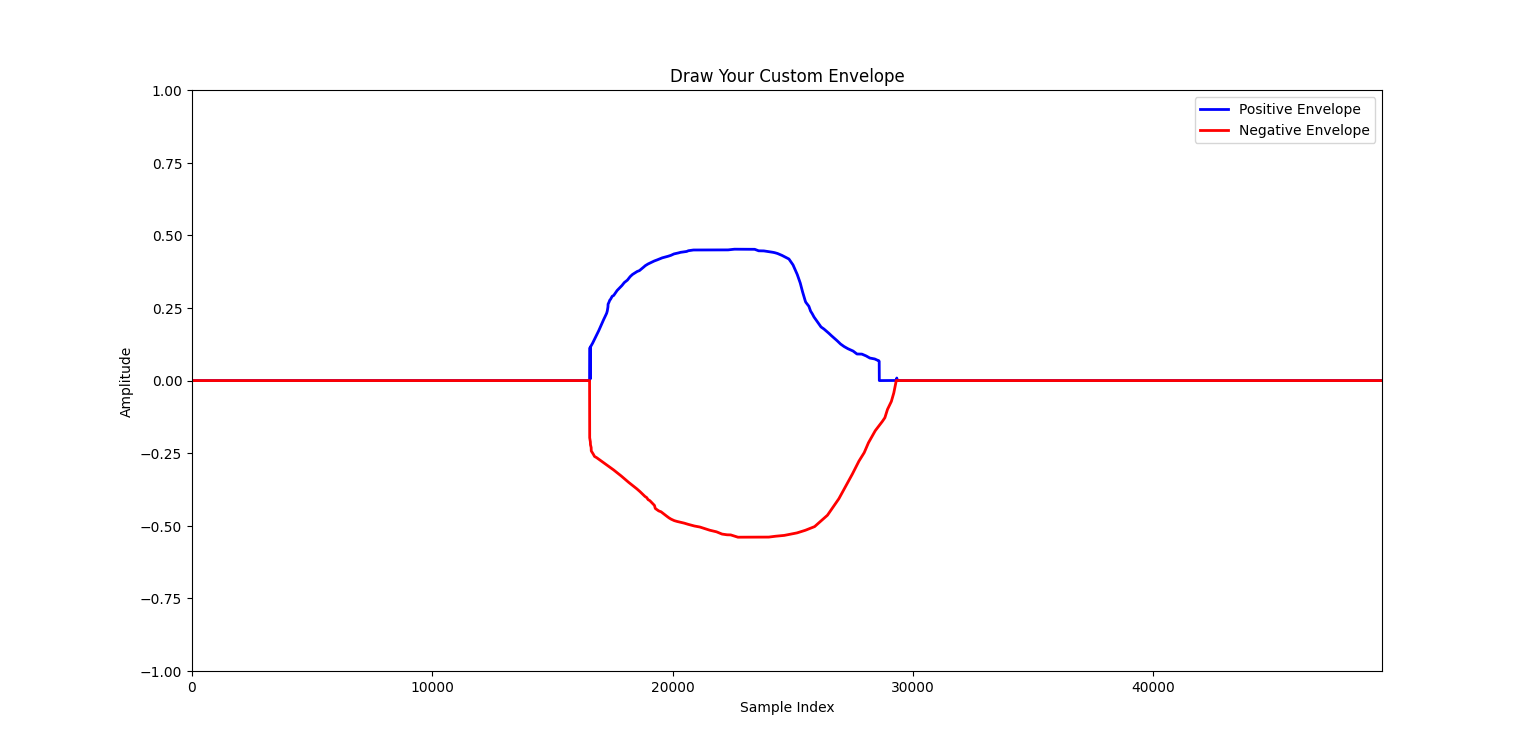 Draw Your Custom Envelope
1.00
0.75
0.50
0.25
0.00
−0.25
−0.50
−0.75
−1.00
Amplitude
Positive Envelope
Negative Envelope
0 10000 20000 30000 40000
Sample Index